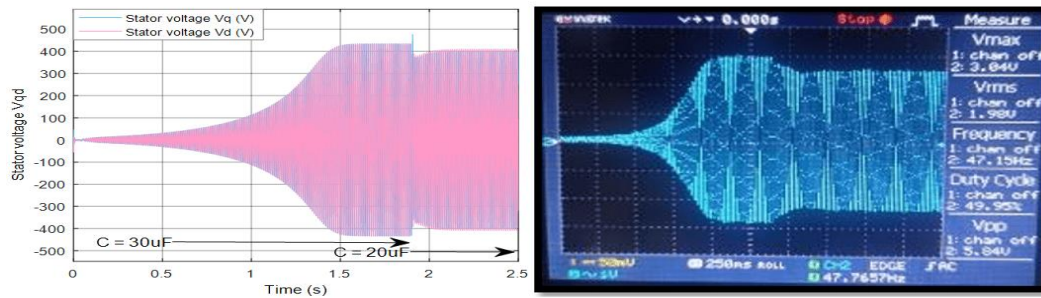 Stator voltage Vq (V)
Stator voltage Vd (V)
Stator voltage Vqd
500
400
300
200
100
0
-100
-200
-300
-400
-500
C = 30uF
C = 20uF
0
0.5
1
1.5
2
2.5
Time (s)
0.000s
Stop
Measure
Vmax
1: chan off
2: 3.04V
Vrms
1: chan off
2: 1.98V
Frequency
1: chan off
2: 47.15Hz
Duty Cycle
1: chan off
2: 49.95%
Vpp
1: chan off
2: 5.84V
250ms ROLL
CH2 EDGE AC
47.7657Hz